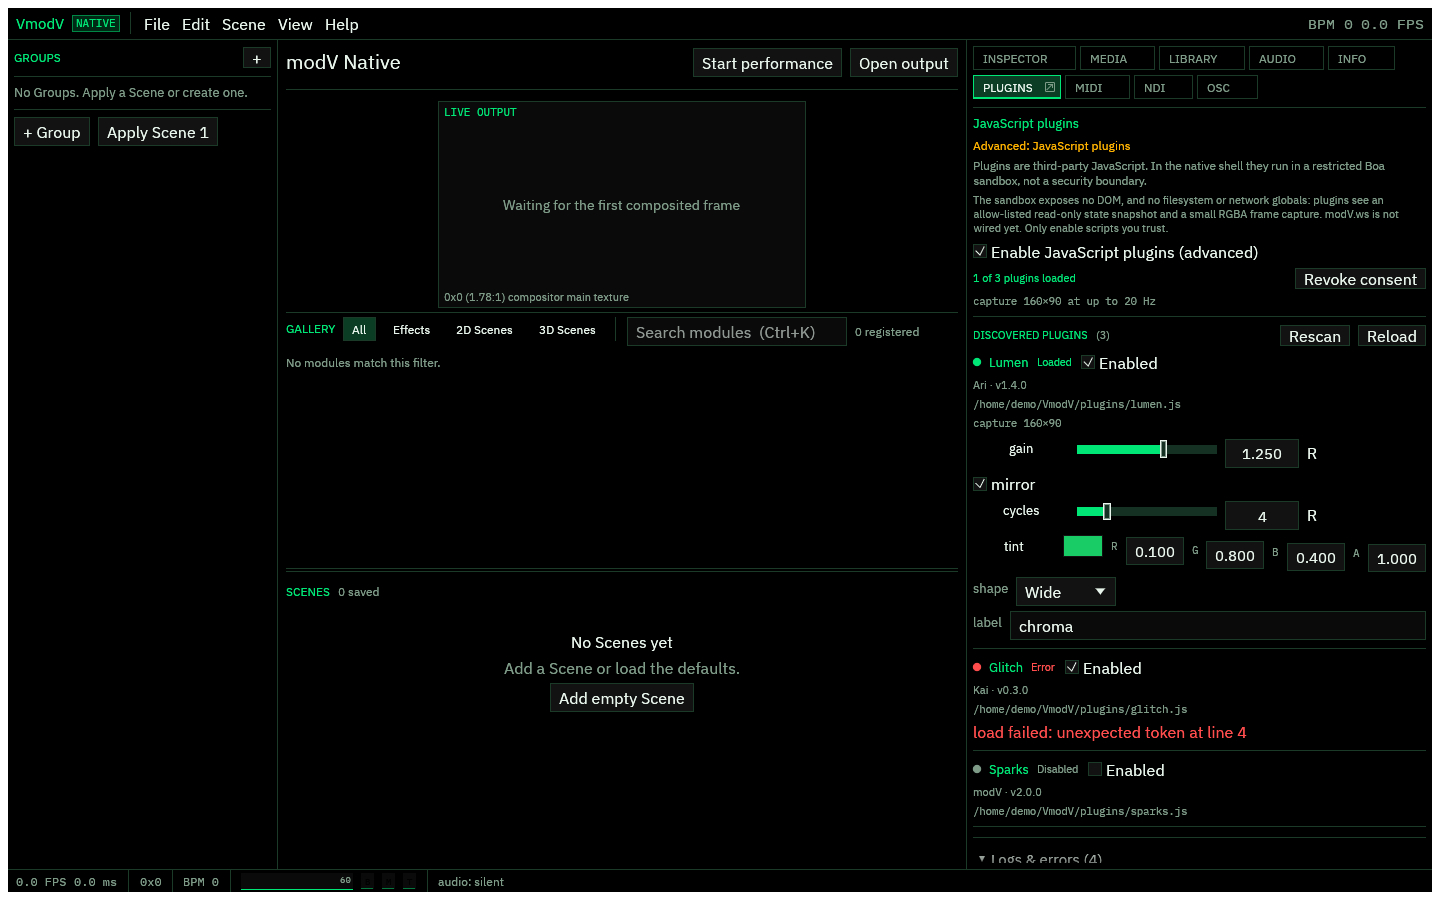 VmodV NATIVE File Edit Scene View Help BPM 0 0.0 FPS
GROUPS +
No Groups. Apply a Scene or create one.
+ Group Apply Scene 1
modV Native Start performance Open output
LIVE OUTPUT
Waiting for the first composited frame
0x0 (1.78:1) compositor main texture
GALLERY All Effects 2D Scenes 3D Scenes Search modules (Ctrl+K) 0 registered
No modules match this filter.
SCENES 0 saved
No Scenes yet
Add a Scene or load the defaults.
Add empty Scene
INSPECTOR MEDIA LIBRARY AUDIO INFO
PLUGINS MIDI NDI OSC
JavaScript plugins
Advanced: JavaScript plugins
Plugins are third-party JavaScript. In the native shell they run in a restricted Boa
sandbox, not a security boundary.
The sandbox exposes no DOM, and no filesystem or network globals: plugins see an
allow-listed read-only state snapshot and a small RGBA frame capture. modV.ws is not
wired yet. Only enable scripts you trust.
Enable JavaScript plugins (advanced)
1 of 3 plugins loaded Revoke consent
capture 160×90 at up to 20 Hz
DISCOVERED PLUGINS (3) Rescan Reload
Lumen Loaded Enabled
Ari · v1.4.0
/home/demo/VmodV/plugins/lumen.js
capture 160×90
gain 1.250 R
mirror
cycles 4 R
tint R 0.100 G 0.800 B 0.400 A 1.000
shape Wide
label chroma
Glitch Error Enabled
Kai · v0.3.0
/home/demo/VmodV/plugins/glitch.js
load failed: unexpected token at line 4
Sparks Disabled Enabled
modV · v2.0.0
/home/demo/VmodV/plugins/sparks.js
Logs & errors (4)
0.0 FPS 0.0 ms 0x0 BPM 0 60 audio: silent